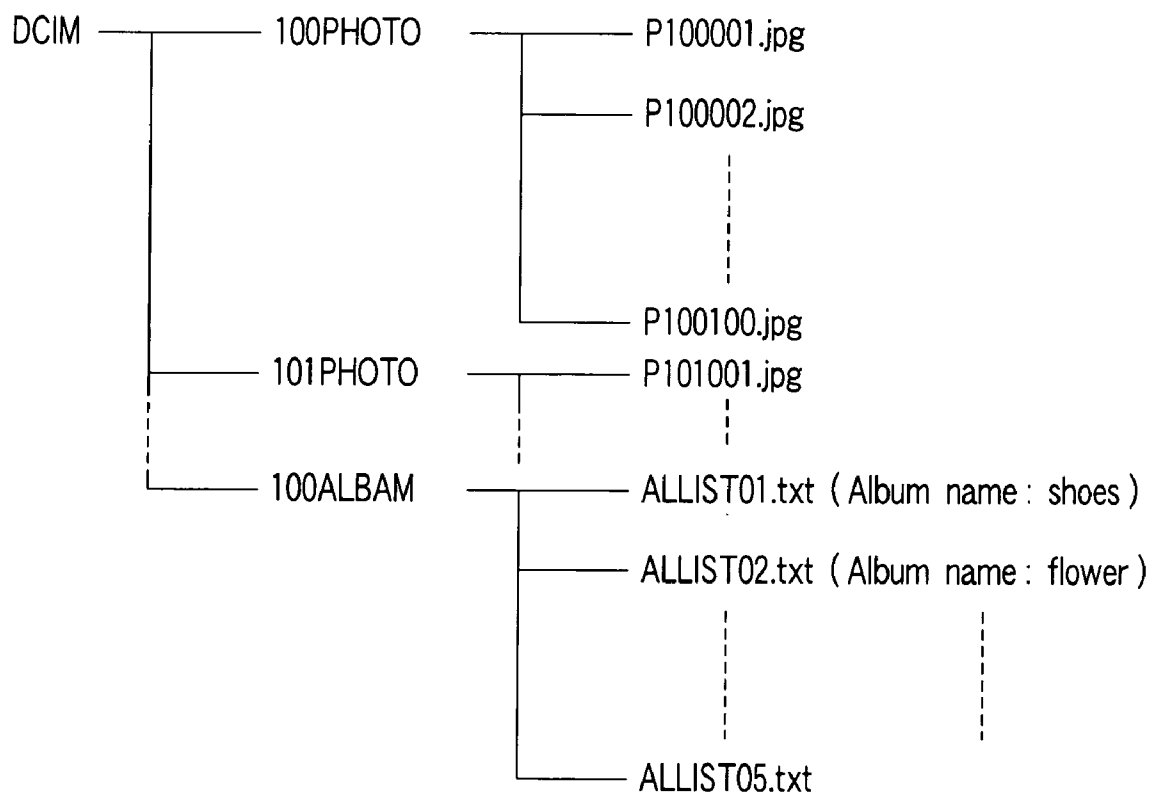 DCIM 100PHOTO P100001.jpg
P100002.jpg
P100100.jpg
101PHOTO P101001.jpg
100ALBAM ALLIST01.txt ( Album name : shoes )
ALLIST02.txt ( Album name : flower )
ALLIST05.txt